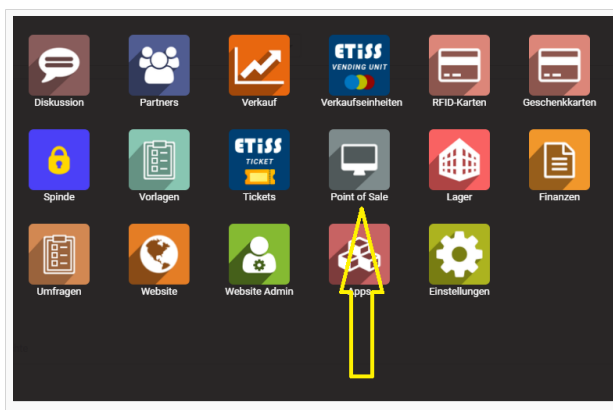 Diskussion
Partners
Verkauf
ETiSS
VENDING UNIT
Verkaufseinheiten
RFID-Karten
Geschenkkarten
Spinde
Vorlagen
ETiSS
TICKET
Tickets
Point of Sale
Lager
Finanzen
Umfragen
Website
Website Admin
Apps
Einstellungen